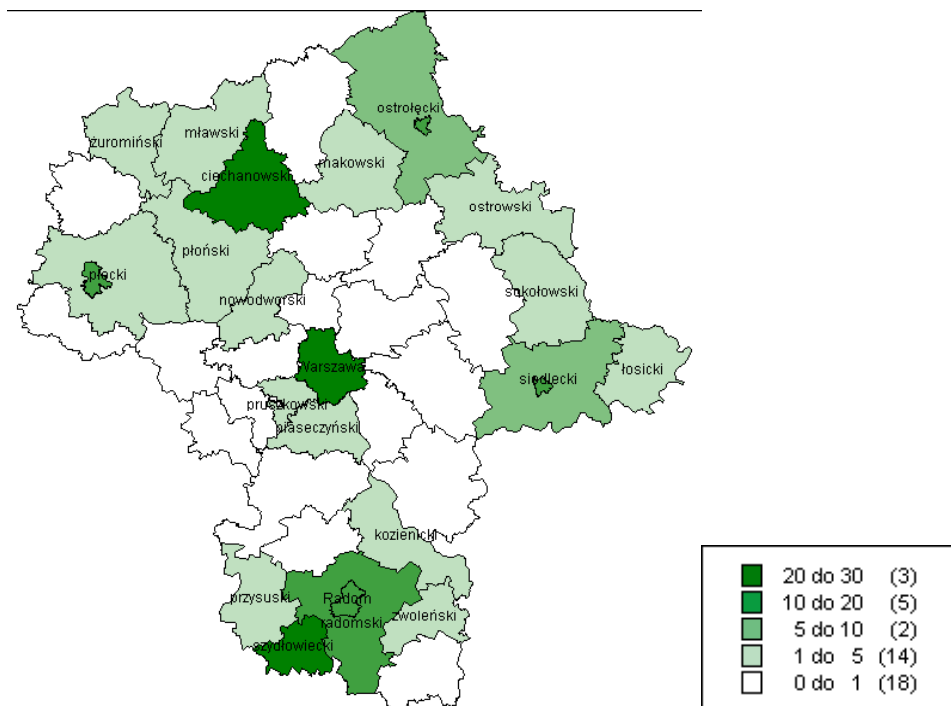 ostrołęcki
mławski
żuromiński
makowski
ciechanowski
ostrowski
płoński
płocki
sokołowski
nowodworski
Warszawa
siedlecki
łosicki
pruszkowski
piaseczyński
kozienicki
przysuski
Radom
zwoleński
radomski
szydłowiecki
20 do 30 (3)
10 do 20 (5)
5 do 10 (2)
1 do 5 (14)
0 do 1 (18)